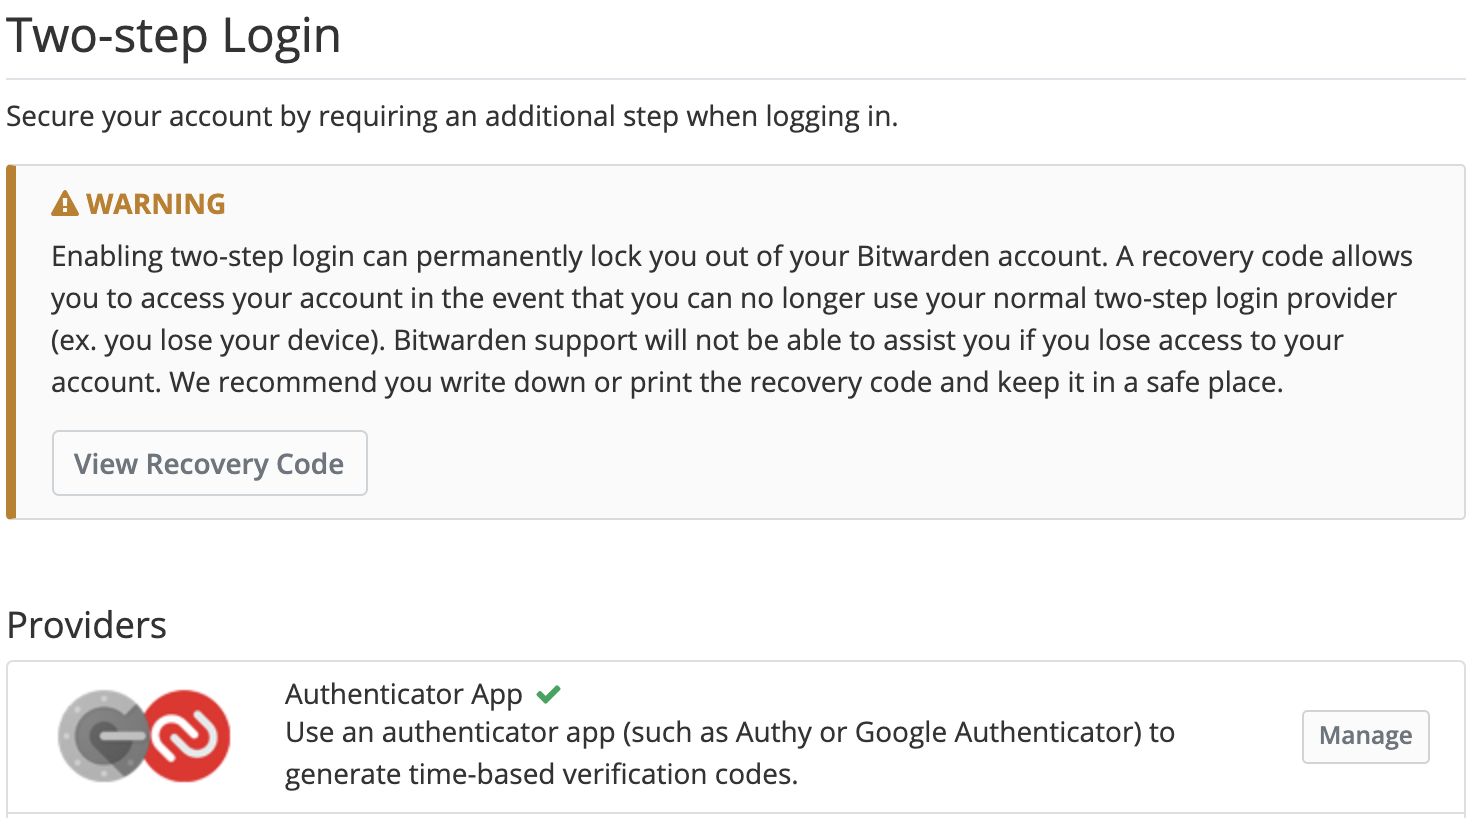 Two-step Login
Secure your account by requiring an additional step when logging in.
WARNING
Enabling two-step login can permanently lock you out of your Bitwarden account. A recovery code allows
you to access your account in the event that you can no longer use your normal two-step login provider
(ex. you lose your device). Bitwarden support will not be able to assist you if you lose access to your
account. We recommend you write down or print the recovery code and keep it in a safe place.
View Recovery Code
Providers
Authenticator App
Use an authenticator app (such as Authy or Google Authenticator) to
generate time-based verification codes.
Manage